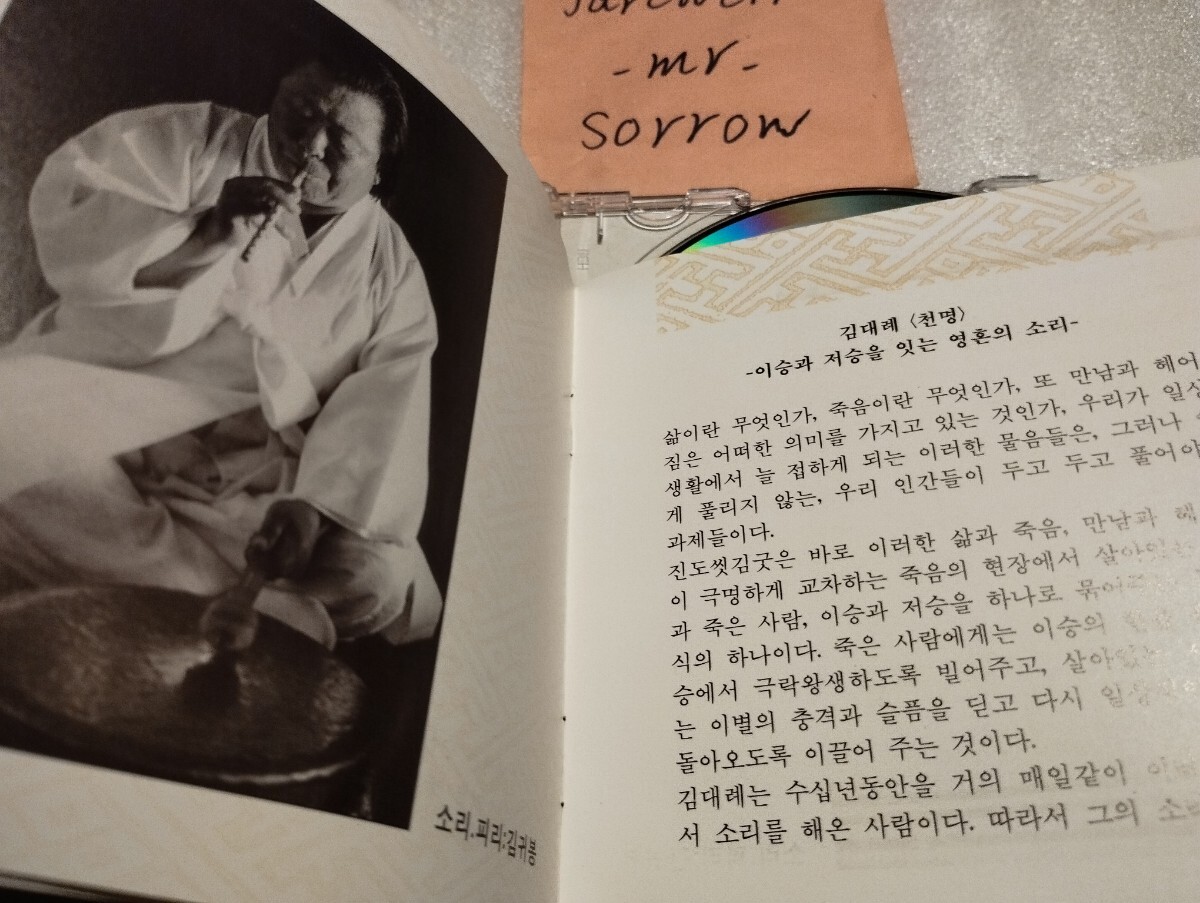 farewell
-mr-
sorrow
소리.피리;김귀봉
김대례 〈천명〉
-이승과 저승을 잇는 영혼의 소리-
삶이란 무엇인가, 죽음이란 무엇인가, 또 만남과 헤어
짐은 어떠한 의미를 가지고 있는 것인가, 우리가 일상
생활에서 늘 접하게 되는 이러한 물음들은, 그러나
게 풀리지 않는, 우리 인간들이 두고 두고 풀어야
과제들이다.
진도씻김굿은 바로 이러한 삶과 죽음, 만남과 헤
이 극명하게 교차하는 죽음의 현장에서
과 죽은 사람, 이승과 저승을 하나로
식의 하나이다. 죽은 사람에게는 이승의
승에서 극락왕생하도록 빌어주고,
는 이별의 충격과 슬픔을 딛고 다시
돌아오도록 이끌어 주는 것이다.
김대례는 수십년동안을 거의 매일같이
서 소리를 해온 사람이다. 따라서 그의